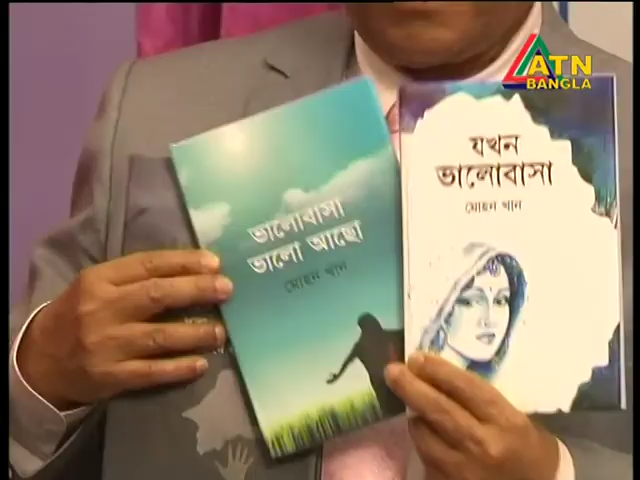 ATN
BANGLA
ভালোবাসা
ভালো আছো
মোহন খান
যখন
ভালোবাসা
মোহন খান